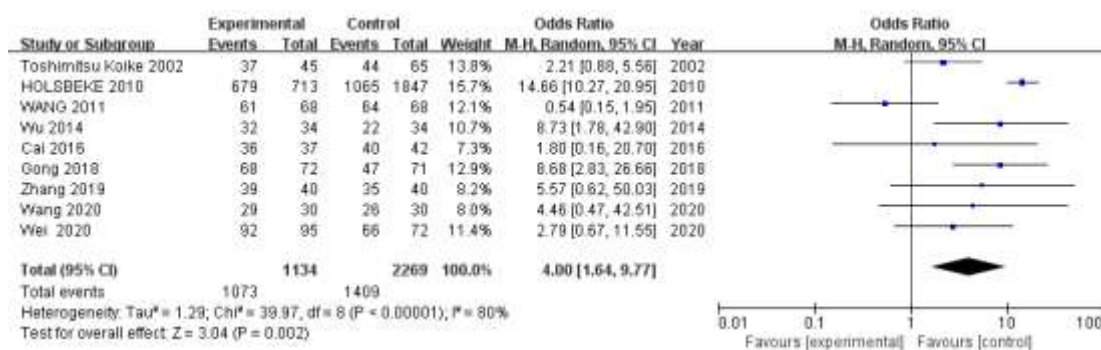 Experimental Control Odds Ratio Odds Ratio
Study or Subgroup Events Total Events Total Weight M-H, Random, 95% CI Year M-H, Random, 95% CI
Toshimitsu Koike 2002 37 45 44 65 13.8% 2.21 [0.88, 5.56] 2002
HOLSBEKE 2010 679 713 1065 1847 15.7% 14.66 [10.27, 20.95] 2010
WANG 2011 61 68 64 68 12.1% 0.54 [0.15, 1.95] 2011
Wu 2014 32 34 22 34 10.7% 8.73 [1.78, 42.90] 2014
Cai 2016 36 37 40 42 7.3% 1.80 [0.16, 20.70] 2016
Gong 2018 68 72 47 71 12.9% 8.68 [2.83, 26.66] 2018
Zhang 2019 39 40 35 40 8.2% 5.57 [0.62, 50.03] 2019
Wang 2020 29 30 26 30 8.0% 4.46 [0.47, 42.51] 2020
Wei 2020 92 95 66 72 11.4% 2.79 [0.67, 11.55] 2020
Total (95% CI) 1134 2269 100.0% 4.00 [1.64, 9.77]
Total events 1073 1409
Heterogeneity: Tau² = 1.29; Chi² = 39.97, df = 8 (P < 0.00001); I² = 80%
Test for overall effect: Z = 3.04 (P = 0.002)
0.01 0.1 1 10 100
Favours [experimental] Favours [control]